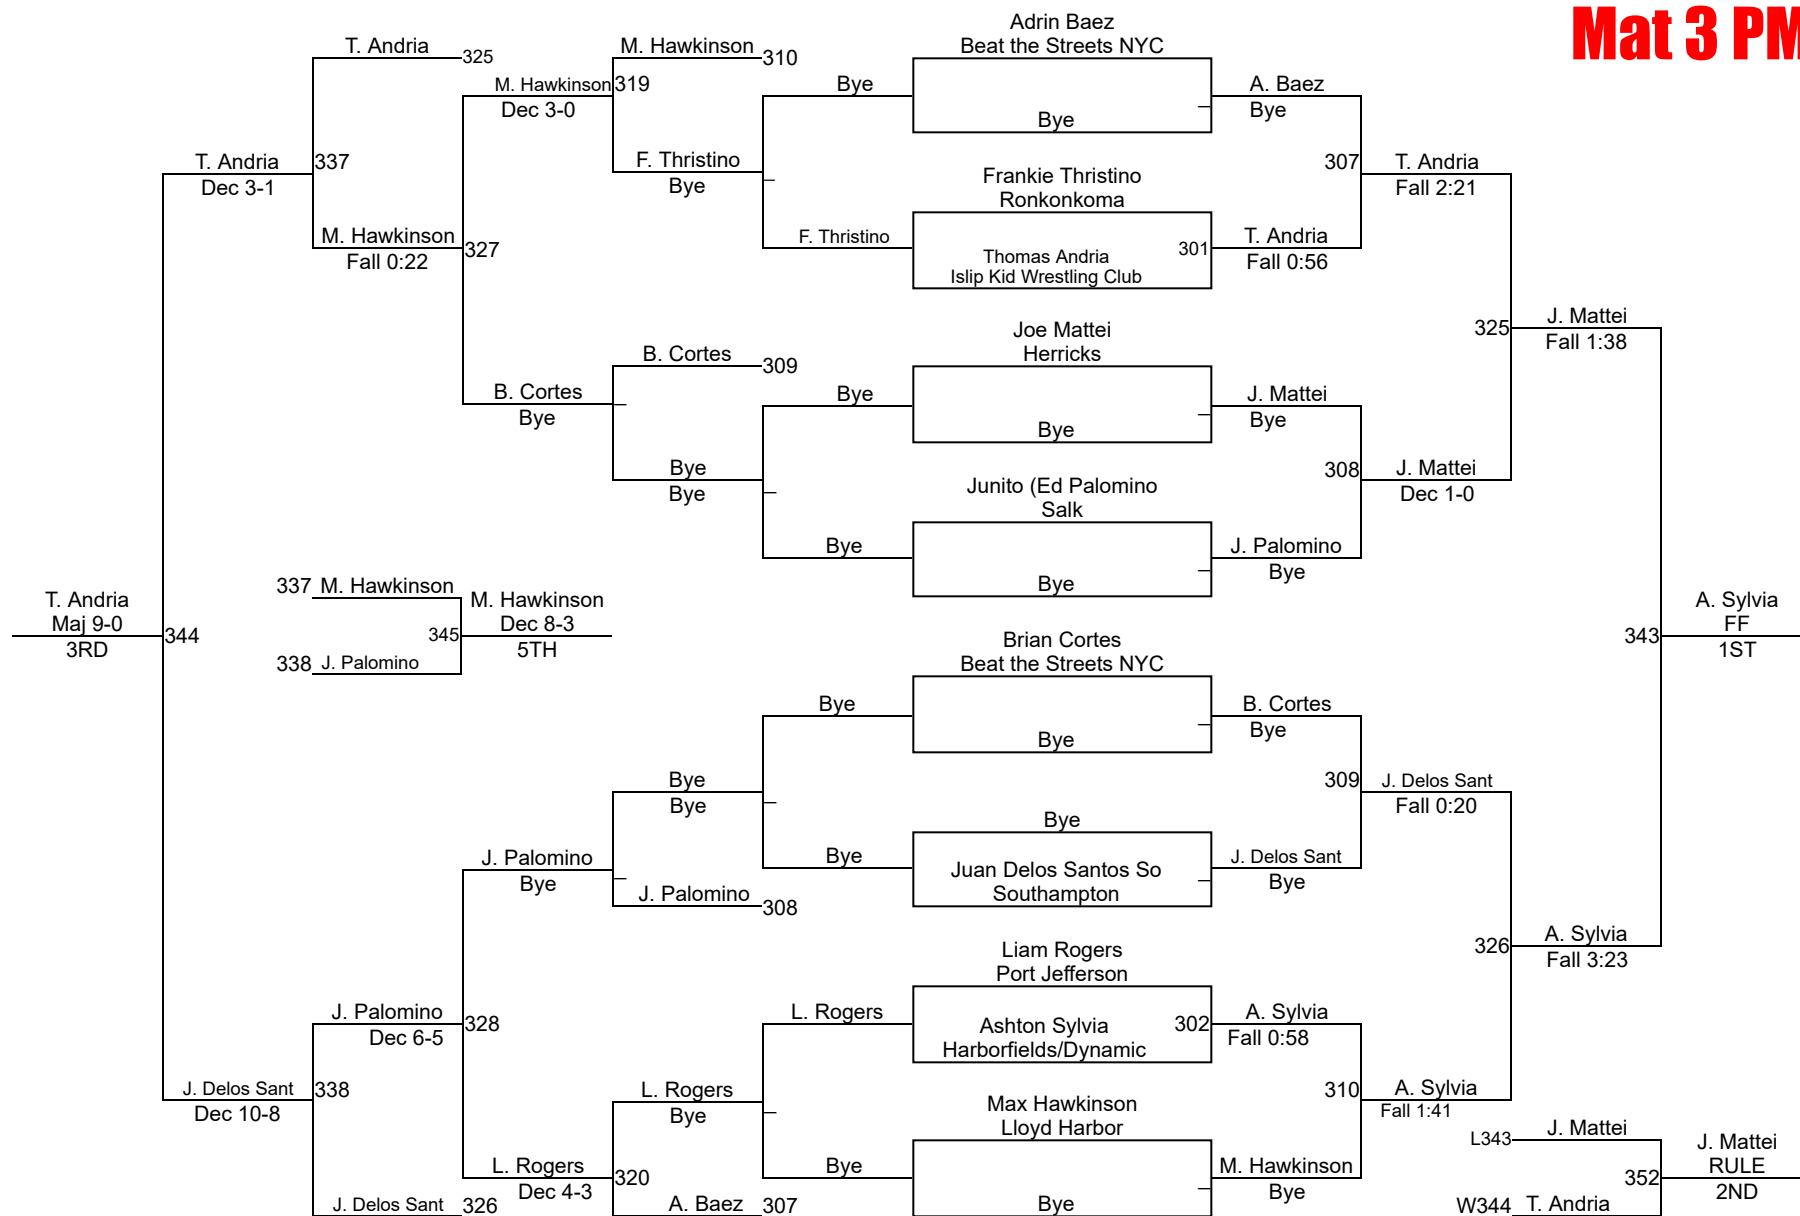 Mat 3 PM
Adrin Baez
Beat the Streets NYC
T. Andria
325
M. Hawkinson
310
M. Hawkinson
319
Dec 3-0
Bye
Bye
A. Baez
Bye
T. Andria
337
Dec 3-1
F. Thristino
Bye
Frankie Thristino
Ronkonkoma
307
T. Andria
Fall 2:21
M. Hawkinson
Fall 0:22
327
F. Thristino
Thomas Andria
Islip Kid Wrestling Club
301
T. Andria
Fall 0:56
Joe Mattei
Herricks
325
J. Mattei
Fall 1:38
B. Cortes
309
B. Cortes
Bye
Bye
Bye
J. Mattei
Bye
Bye
Bye
Junito (Ed Palomino
Salk
308
J. Mattei
Dec 1-0
Bye
Bye
J. Palomino
Bye
T. Andria
Maj 9-0
3RD
344
337
M. Hawkinson
338
J. Palomino
345
M. Hawkinson
Dec 8-3
5TH
343
A. Sylvia
FF
1ST
Brian Cortes
Beat the Streets NYC
Bye
Bye
B. Cortes
Bye
Bye
Bye
309
J. Delos Sant
Fall 0:20
Bye
J. Palomino
Bye
Bye
Juan Delos Santos So
Southampton
J. Delos Sant
Bye
J. Palomino
308
Liam Rogers
Port Jefferson
326
A. Sylvia
Fall 3:23
J. Palomino
Dec 6-5
328
L. Rogers
Ashton Sylvia
Harborfields/Dynamic
302
A. Sylvia
Fall 0:58
J. Delos Sant
Dec 10-8
338
L. Rogers
Bye
Max Hawkinson
Lloyd Harbor
310
A. Sylvia
Fall 1:41
L. Rogers
Dec 4-3
320
Bye
Bye
M. Hawkinson
Bye
L343
J. Mattei
352
J. Mattei
RULE
2ND
J. Delos Sant
326
A. Baez
307
W344
T. Andria